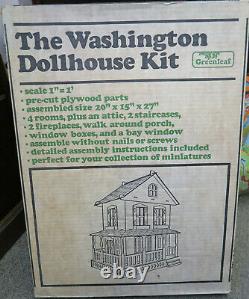 The Washington
Dollhouse Kit
Greenleaf
• scale 1"=1'
• pre-cut plywood parts
• assembled size 20" x 15" x 27"
• 4 rooms, plus an attic, 2 staircases,
2 fireplaces, walk around porch,
window boxes, and a bay window
• assemble without nails or screws
• detailed assembly instructions included
• perfect for your collection of miniatures